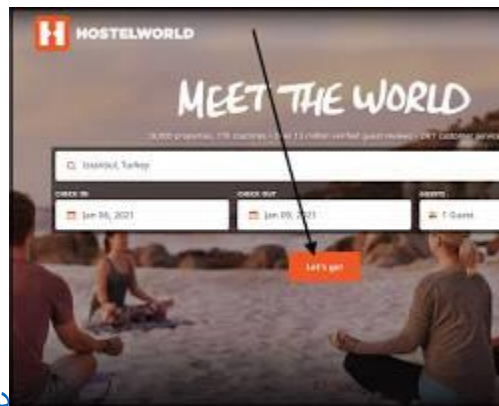 HOSTELWORLD
MEET THE WORLD
Istanbul, Turkey
CHECK IN
CHECK OUT
GUESTS
Jan 06, 2021
Jan 09, 2021
1 Guest
Let's go!